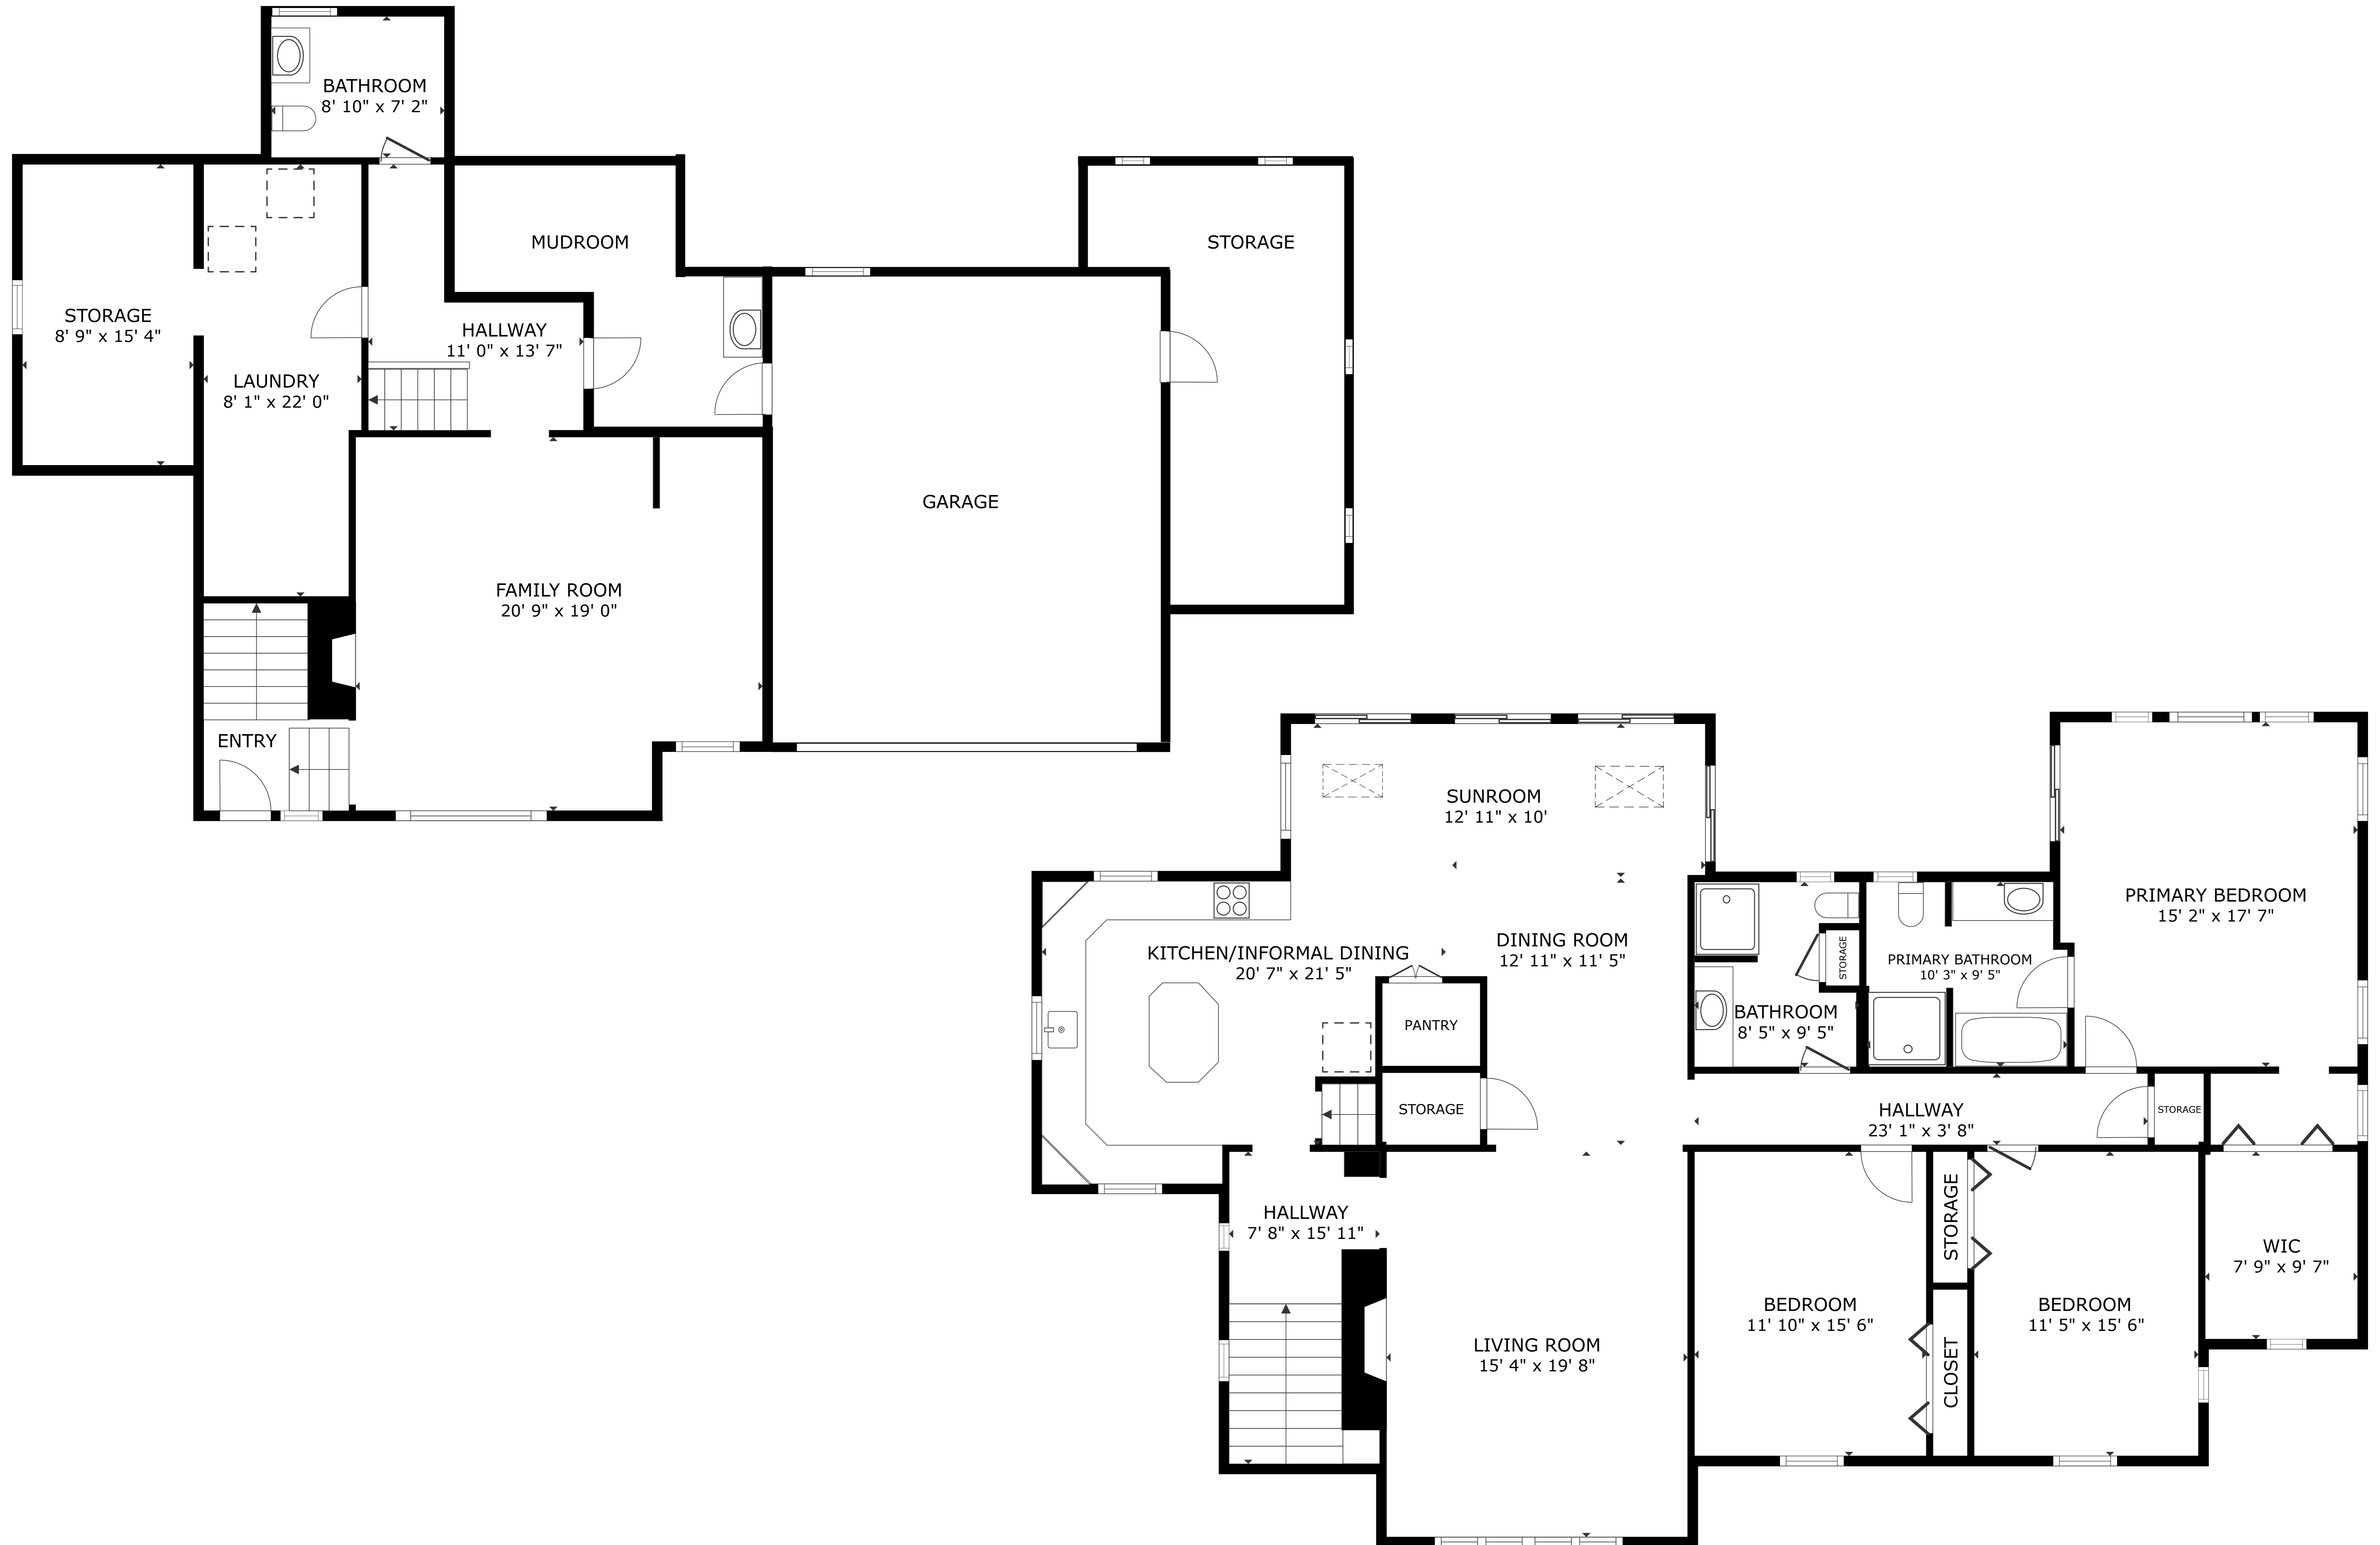 BATHROOM
8' 10" x 7' 2"
MUDROOM
STORAGE
STORAGE
8' 9" x 15' 4"
HALLWAY
11' 0" x 13' 7"
LAUNDRY
8' 1" x 22' 0"
GARAGE
FAMILY ROOM
20' 9" x 19' 0"
ENTRY
SUNROOM
12' 11" x 10'
PRIMARY BEDROOM
15' 2" x 17' 7"
DINING ROOM
12' 11" x 11' 5"
KITCHEN/INFORMAL DINING
20' 7" x 21' 5"
STORAGE
PRIMARY BATHROOM
10' 3" x 9' 5"
BATHROOM
8' 5" x 9' 5"
PANTRY
STORAGE
HALLWAY
23' 1" x 3' 8"
STORAGE
HALLWAY
7' 8" x 15' 11"
STORAGE
WIC
7' 9" x 9' 7"
BEDROOM
11' 10" x 15' 6"
BEDROOM
11' 5" x 15' 6"
LIVING ROOM
15' 4" x 19' 8"
CLOSET